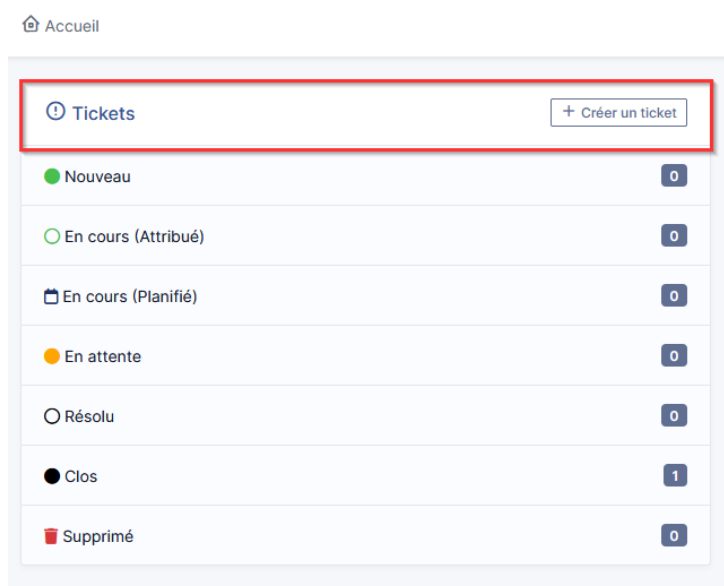 Accueil
Tickets + Créer un ticket
Nouveau 0
En cours (Attribué) 0
En cours (Planifié) 0
En attente 0
Résolu 0
Clos 1
Supprimé 0